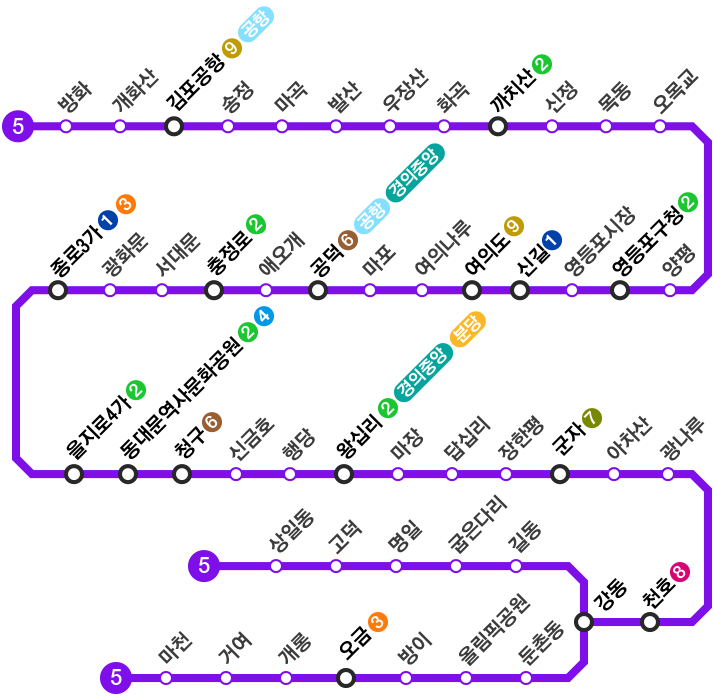 5 방화 개화산 김포공항 9 공항 송정 마곡 발산 우장산 화곡 까치산 2 신정 목동 오목교
종로3가 1 3 광화문 서대문 충정로 2 애오개 공덕 6 공항 경의중앙 마포 여의나루 여의도 9 신길 1 영등포시장 영등포구청 2 양평
을지로4가 2 동대문역사문화공원 2 4 청구 6 신금호 행당 왕십리 2 경의중앙 분당 마장 답십리 장한평 군자 7 아차산 광나루
5 상일동 고덕 명일 굽은다리 길동
강동 천호 8
5 마천 거여 개롱 오금 3 방이 올림픽공원 둔촌동